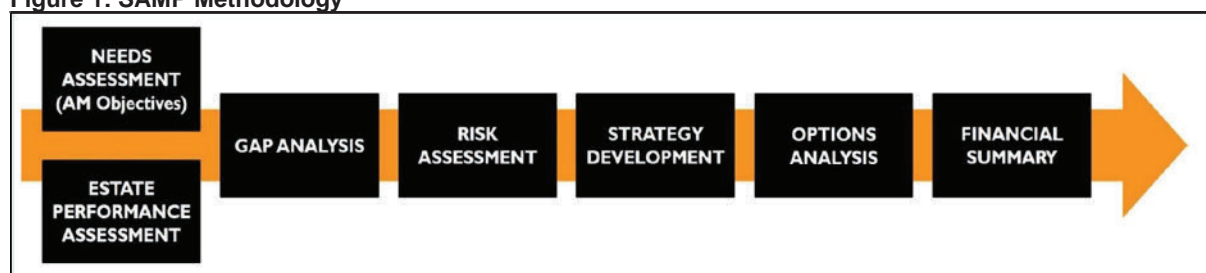 Figure 1: SAMP Methodology
NEEDS
ASSESSMENT
(AM Objectives)
ESTATE
PERFORMANCE
ASSESSMENT
GAP ANALYSIS
RISK
ASSESSMENT
STRATEGY
DEVELOPMENT
OPTIONS
ANALYSIS
FINANCIAL
SUMMARY